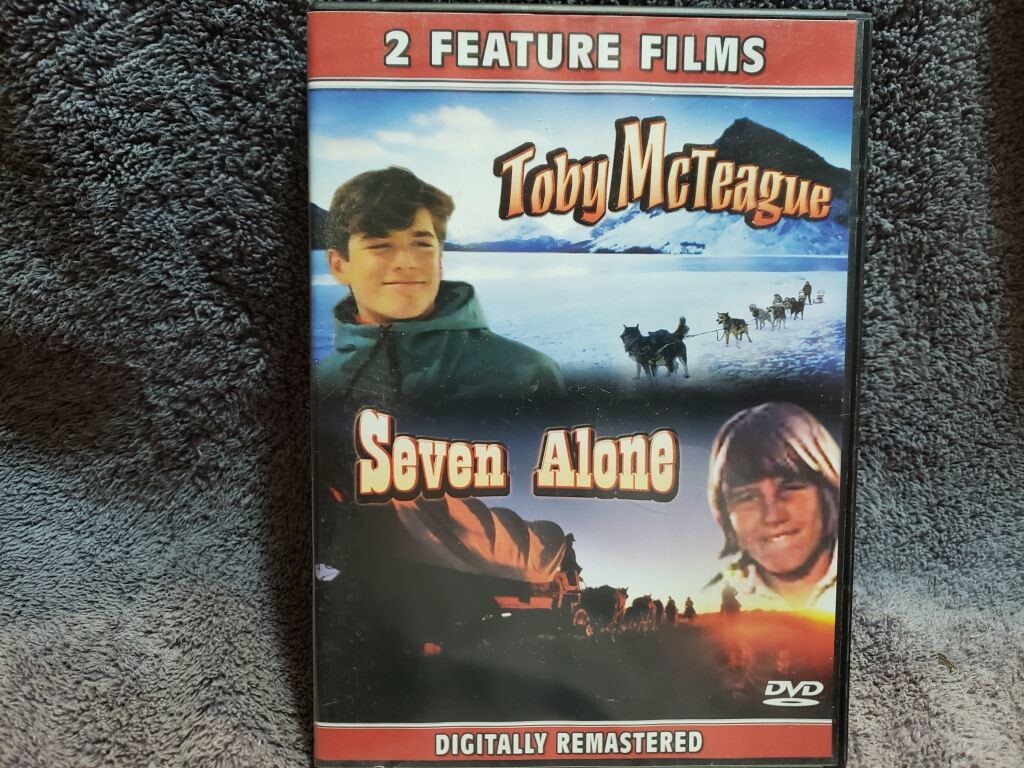 2 FEATURE FILMS
Toby McTeague
Seven Alone
DVD
DIGITALLY REMASTERED